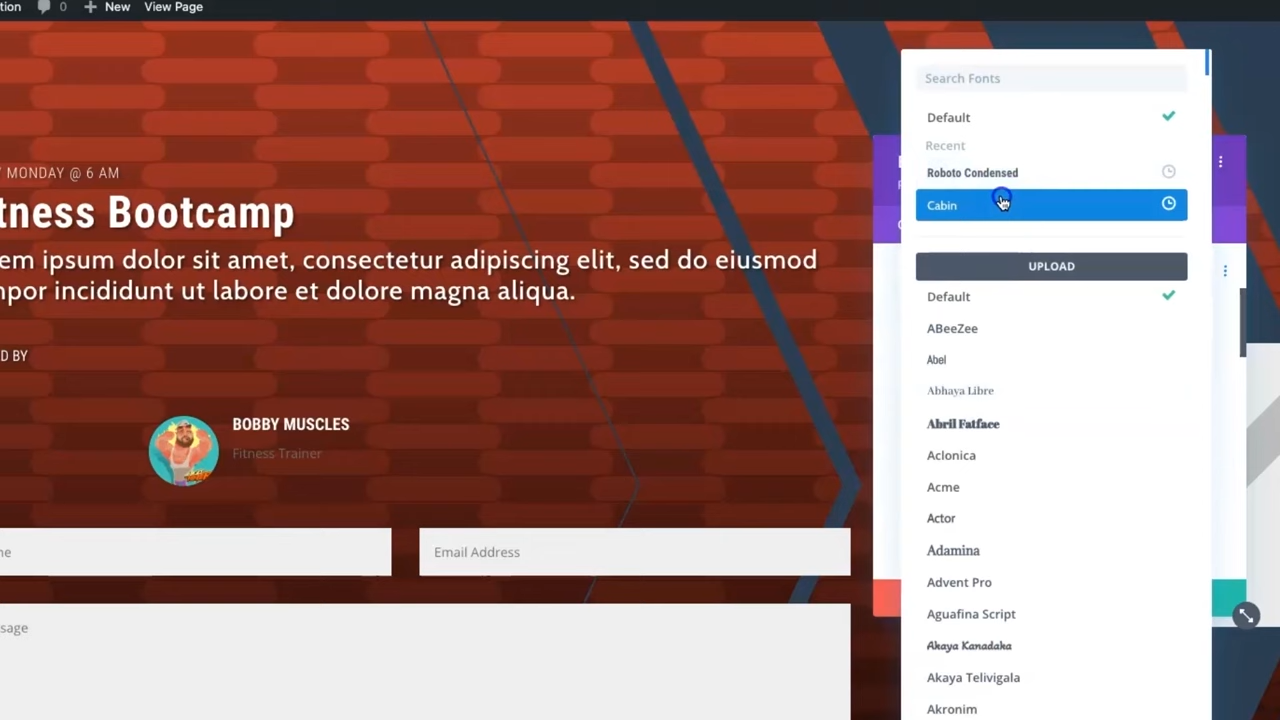 tion 0 New View Page
MONDAY @ 6 AM
tness Bootcamp
em ipsum dolor sit amet, consectetur adipiscing elit, sed do eiusmod
mpor incididunt ut labore et dolore magna aliqua.
D BY
BOBBY MUSCLES
Fitness Trainer
ne
Email Address
sage
Search Fonts
Default
Recent
Roboto Condensed
Cabin
UPLOAD
Default
ABeeZee
Abel
Abhaya Libre
Abril Fatface
Aclonica
Acme
Actor
Adamina
Advent Pro
Aguafina Script
Akaya Kanadaka
Akaya Telivigala
Akronim